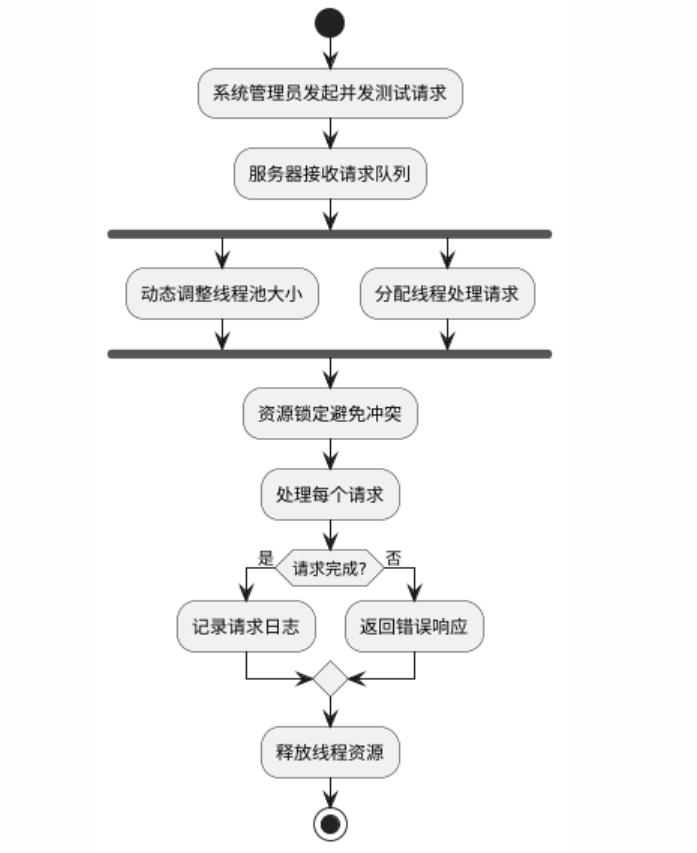 系统管理员发起并发测试请求
服务器接收请求队列
动态调整线程池大小
分配线程处理请求
资源锁定避免冲突
处理每个请求
是
请求完成?
否
记录请求日志
返回错误响应
释放线程资源